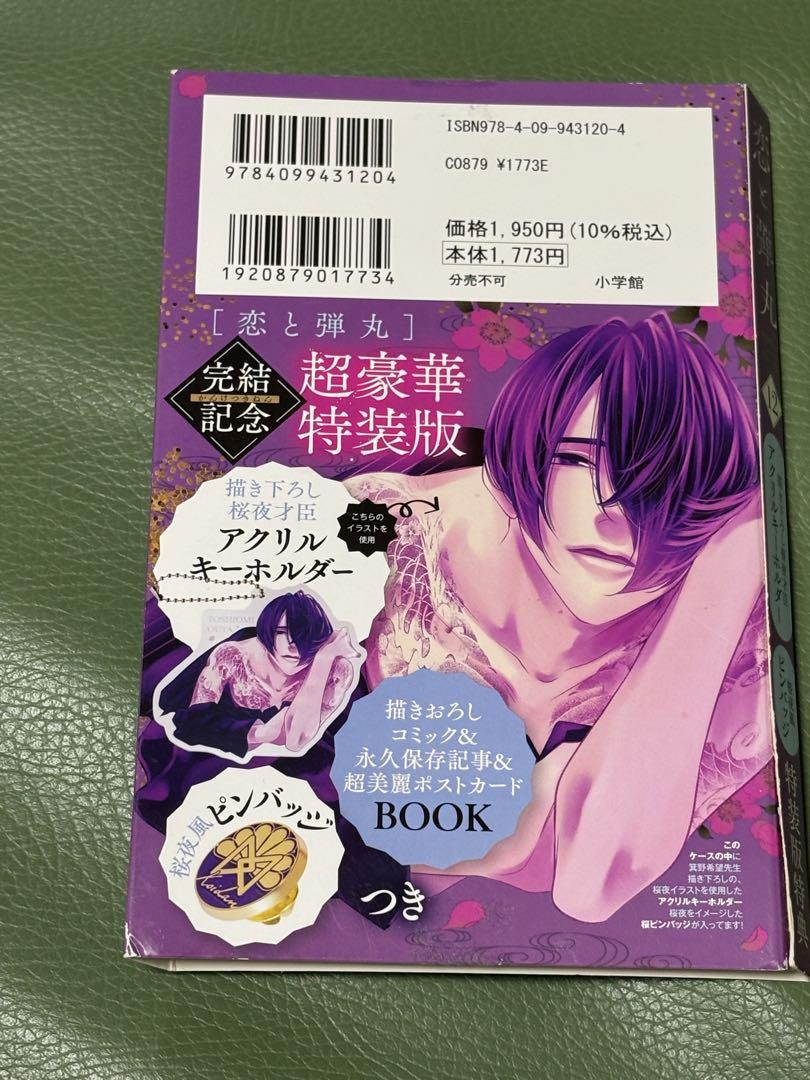 ISBN978-4-09-943120-4
C0879 ¥1773E
9784099431204
価格1,950円(10%税込)
本体1,773円
1920879017734
分売不可
小学館
[恋と弾丸]
完結
かんけつきねん
記念
超豪華
特装版
描き下ろし
桜夜才臣
アクリル
キーホルダー
こちらの
イラストを
使用
TOSHIOMI
OUYA
描きおろし
コミック&
永久保存記事&
超美麗ポストカード
BOOK
桜夜風ピンバッジ
つき
この
ケースの中に
箕野希望先生
描き下ろしの、
桜夜イラストを使用した
アクリルキーホルダー
桜夜をイメージした
桜ピンバッジが入ってます!
恋と弾丸
12
アクリルキーホルダー
ピンバッジ
特装版